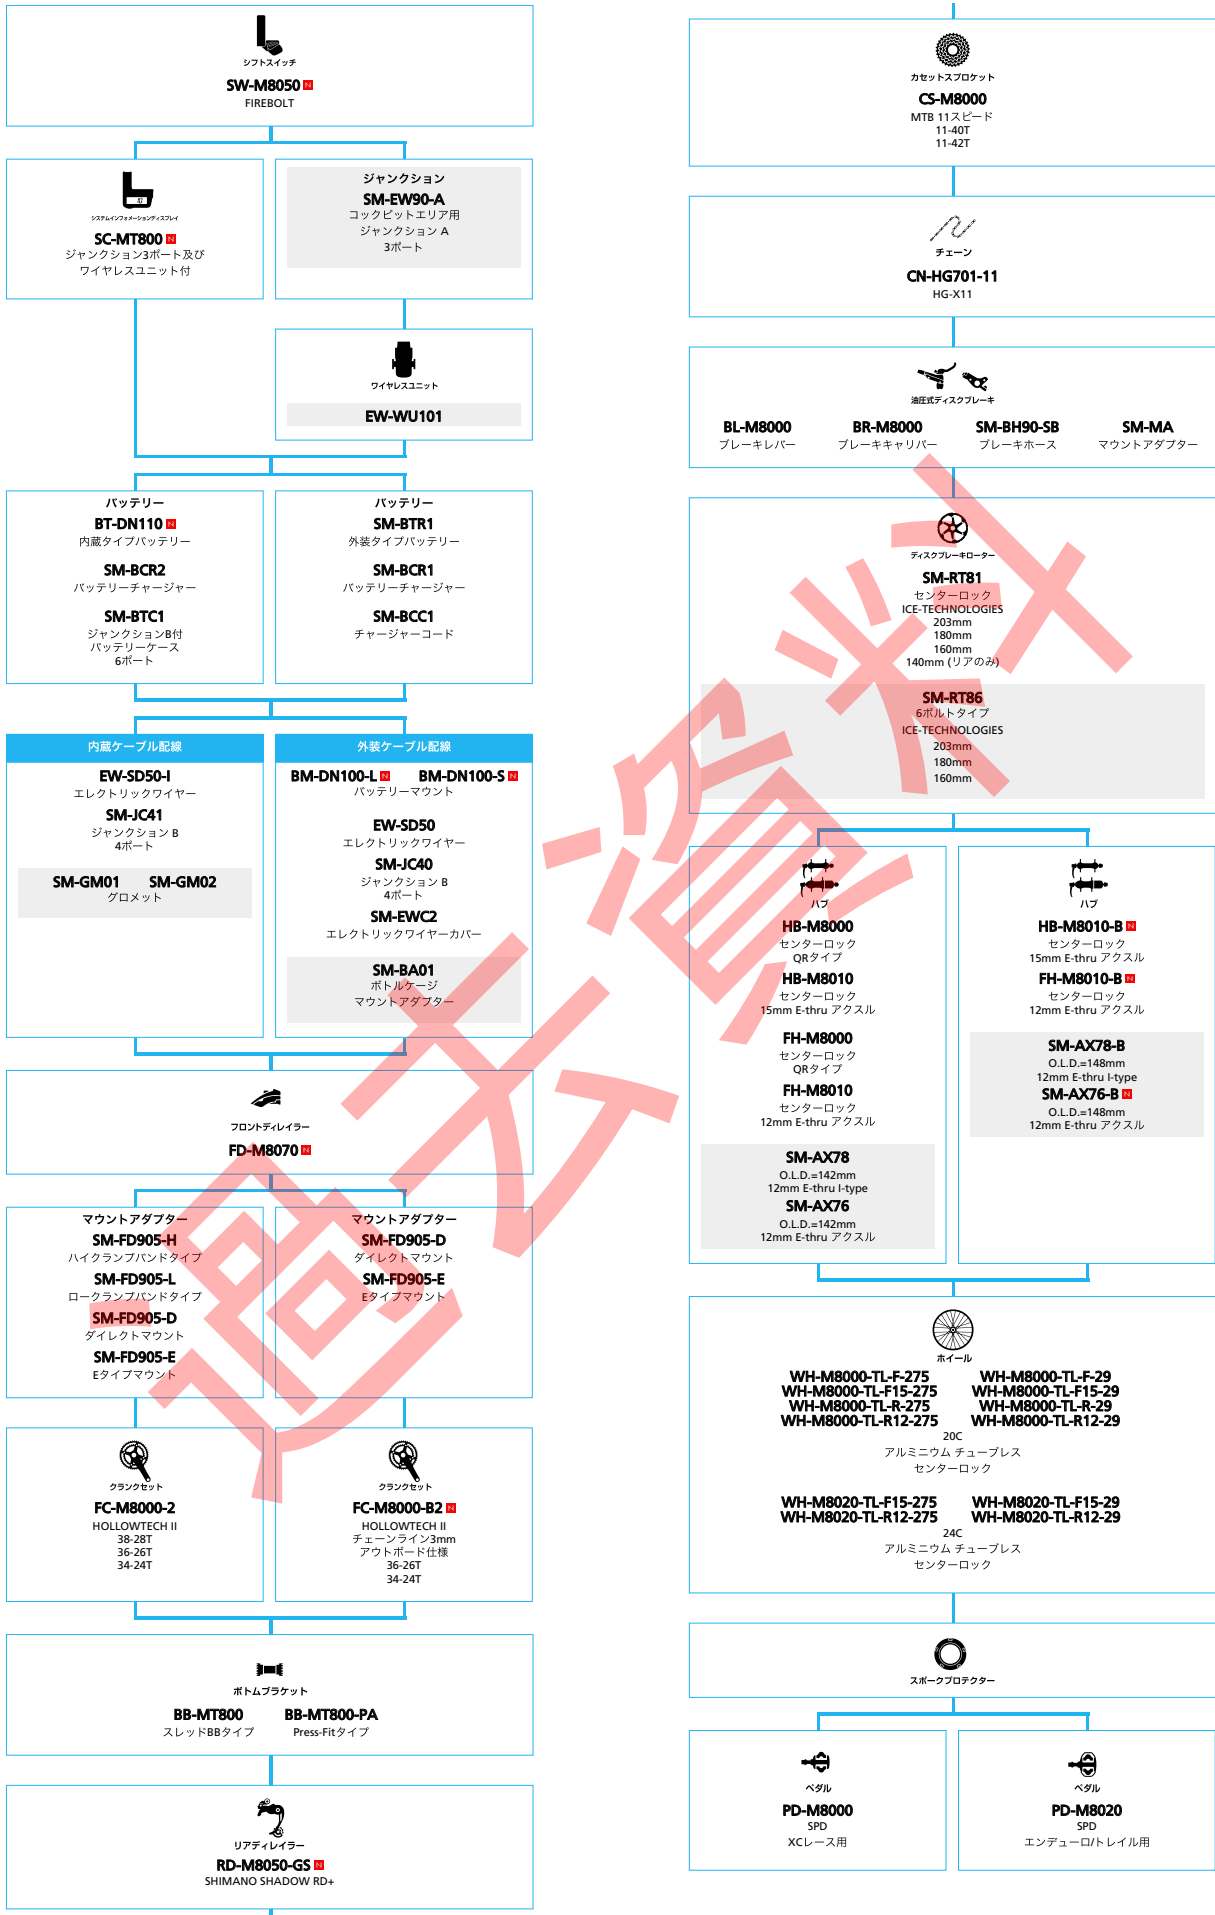 シフトスイッチ
SW-M8050 N
FIREBOLT
システムインフォメーションディスプレイ
SC-MT800 N
ジャンクション3ポート及び
ワイヤレスユニット付
ジャンクション
SM-EW90-A
コックピットエリア用
ジャンクション A
3ポート
ワイヤレスユニット
EW-WU101
バッテリー
BT-DN110 N
内蔵タイプバッテリー
SM-BCR2
バッテリーチャージャー
SM-BTC1
ジャンクションB付
バッテリーケース
6ポート
バッテリー
SM-BTR1
外装タイプバッテリー
SM-BCR1
バッテリーチャージャー
SM-BCC1
チャージャーコード
内蔵ケーブル配線
EW-SD50-I
エレクトリックワイヤー
SM-JC41
ジャンクション B
4ポート
SM-GM01 SM-GM02
グロメット
外装ケーブル配線
BM-DN100-L N BM-DN100-S N
バッテリーマウント
EW-SD50
エレクトリックワイヤー
SM-JC40
ジャンクション B
4ポート
SM-EWC2
エレクトリックワイヤーカバー
SM-BA01
ボトルケージ
マウントアダプター
フロントディレイラー
FD-M8070 N
マウントアダプター
SM-FD905-H
ハイクランプバンドタイプ
SM-FD905-L
ロークランプバンドタイプ
SM-FD905-D
ダイレクトマウント
SM-FD905-E
Eタイプマウント
マウントアダプター
SM-FD905-D
ダイレクトマウント
SM-FD905-E
Eタイプマウント
クランクセット
FC-M8000-2
HOLLOWTECH II
38-28T
36-26T
34-24T
クランクセット
FC-M8000-B2 N
HOLLOWTECH II
チェーンライン3mm
アウトボード仕様
36-26T
34-24T
ボトムブラケット
BB-MT800 BB-MT800-PA
スレッドBBタイプ Press-Fitタイプ
リアディレイラー
RD-M8050-GS N
SHIMANO SHADOW RD+
カセットスプロケット
CS-M8000
MTB 11スピード
11-40T
11-42T
チェーン
CN-HG701-11
HG-X11
油圧式ディスクブレーキ
BL-M8000 BR-M8000 SM-BH90-SB SM-MA
ブレーキレバー ブレーキキャリパー ブレーキホース マウントアダプター
ディスクブレーキローター
SM-RT81
センターロック
ICE-TECHNOLOGIES
203mm
180mm
160mm
140mm (リアのみ)
SM-RT86
6ボルトタイプ
ICE-TECHNOLOGIES
203mm
180mm
160mm
ハブ
HB-M8000
センターロック
QRタイプ
HB-M8010
センターロック
15mm E-thru アクスル
FH-M8000
センターロック
QRタイプ
FH-M8010
センターロック
12mm E-thru アクスル
SM-AX78
O.L.D.=142mm
12mm E-thru I-type
SM-AX76
O.L.D.=142mm
12mm E-thru アクスル
ハブ
HB-M8010-B N
センターロック
15mm E-thru アクスル
FH-M8010-B N
センターロック
12mm E-thru アクスル
SM-AX78-B
O.L.D.=148mm
12mm E-thru I-type
SM-AX76-B N
O.L.D.=148mm
12mm E-thru アクスル
ホイール
WH-M8000-TL-F-275 WH-M8000-TL-F-29
WH-M8000-TL-F15-275 WH-M8000-TL-F15-29
WH-M8000-TL-R-275 WH-M8000-TL-R-29
WH-M8000-TL-R12-275 WH-M8000-TL-R12-29
20C
アルミニウム チューブレス
センターロック
WH-M8020-TL-F15-275 WH-M8020-TL-F15-29
WH-M8020-TL-R12-275 WH-M8020-TL-R12-29
24C
アルミニウム チューブレス
センターロック
スポークプロテクター
ペダル
PD-M8000
SPD
XCレース用
ペダル
PD-M8020
SPD
エンデューロ/トレイル用
過去資料